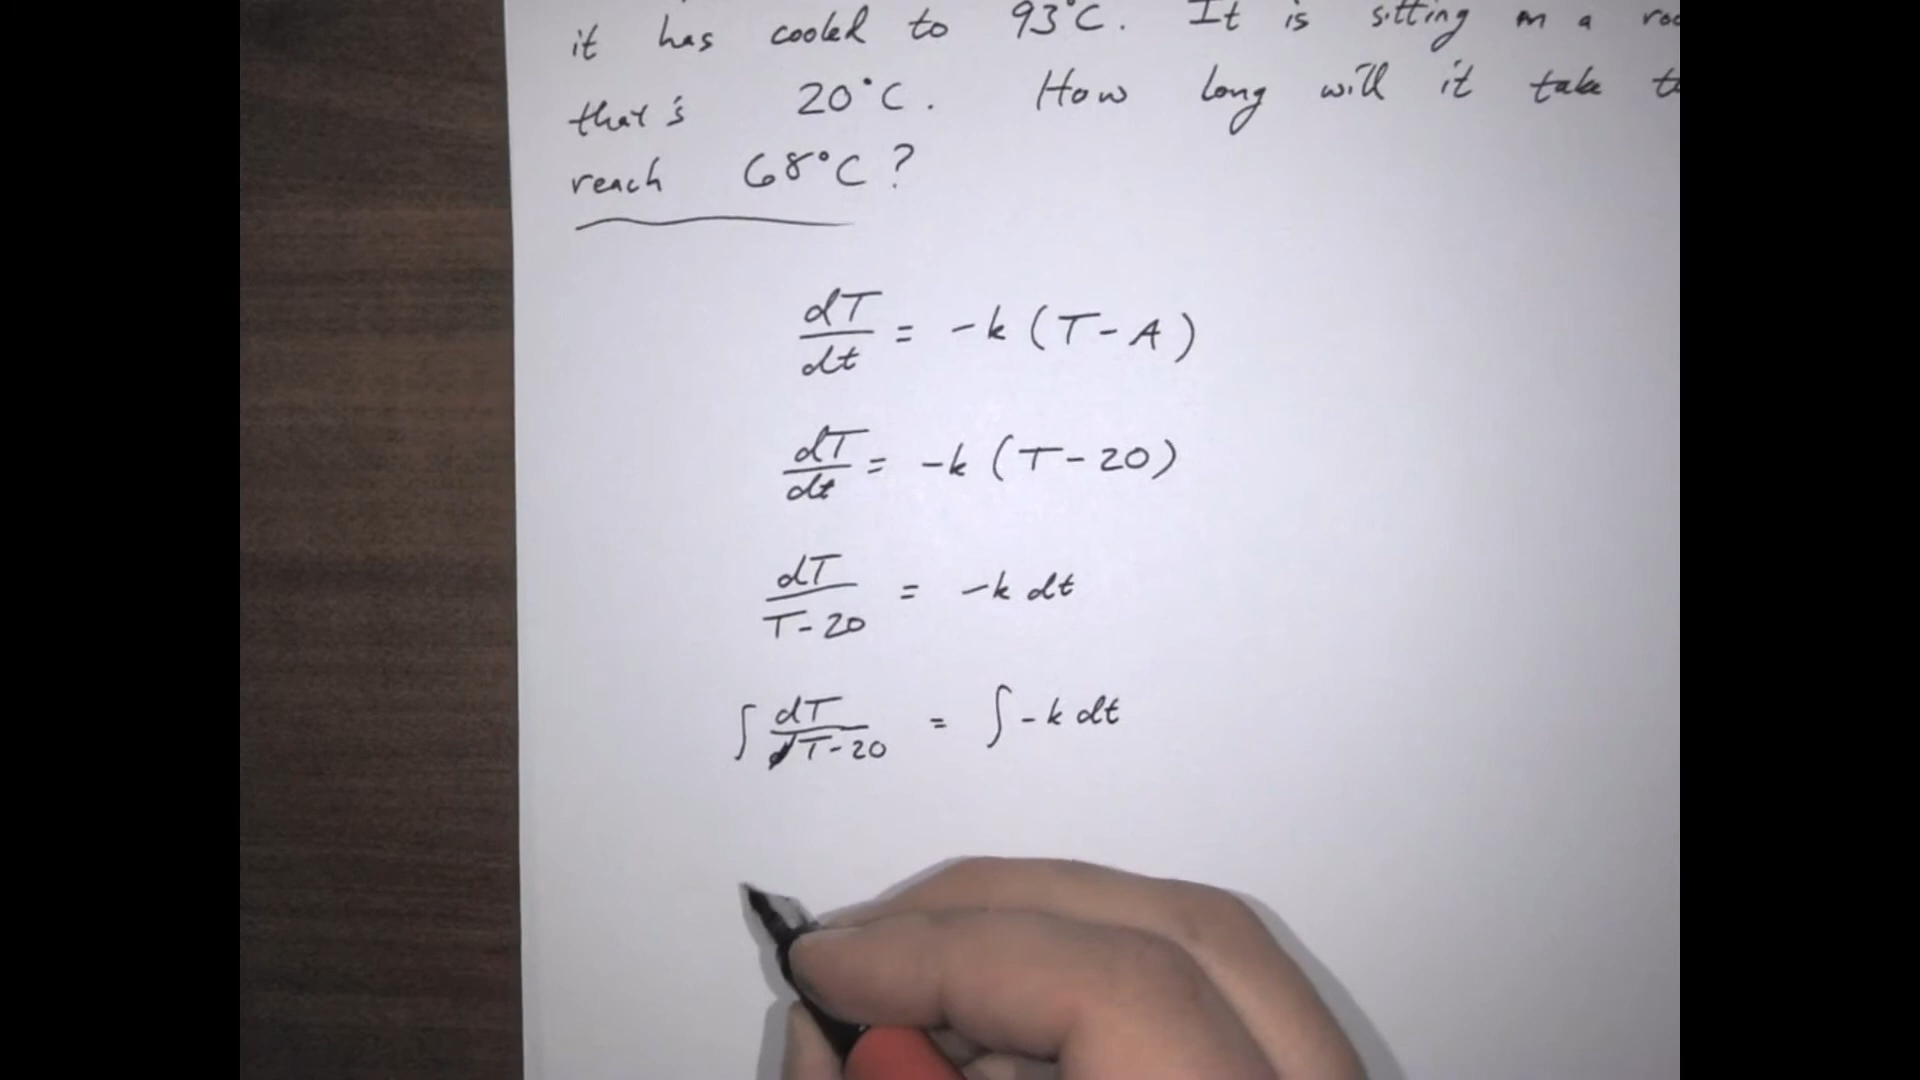 it has cooled to 93°C. It is sitting in a
that's 20°C. How long will it take
reach 68°C?
dT/dt = -k (T-A)
dT/dt = -k (T-20)
dT/(T-20) = -k dt
∫ dT/(T-20) = ∫ -k dt